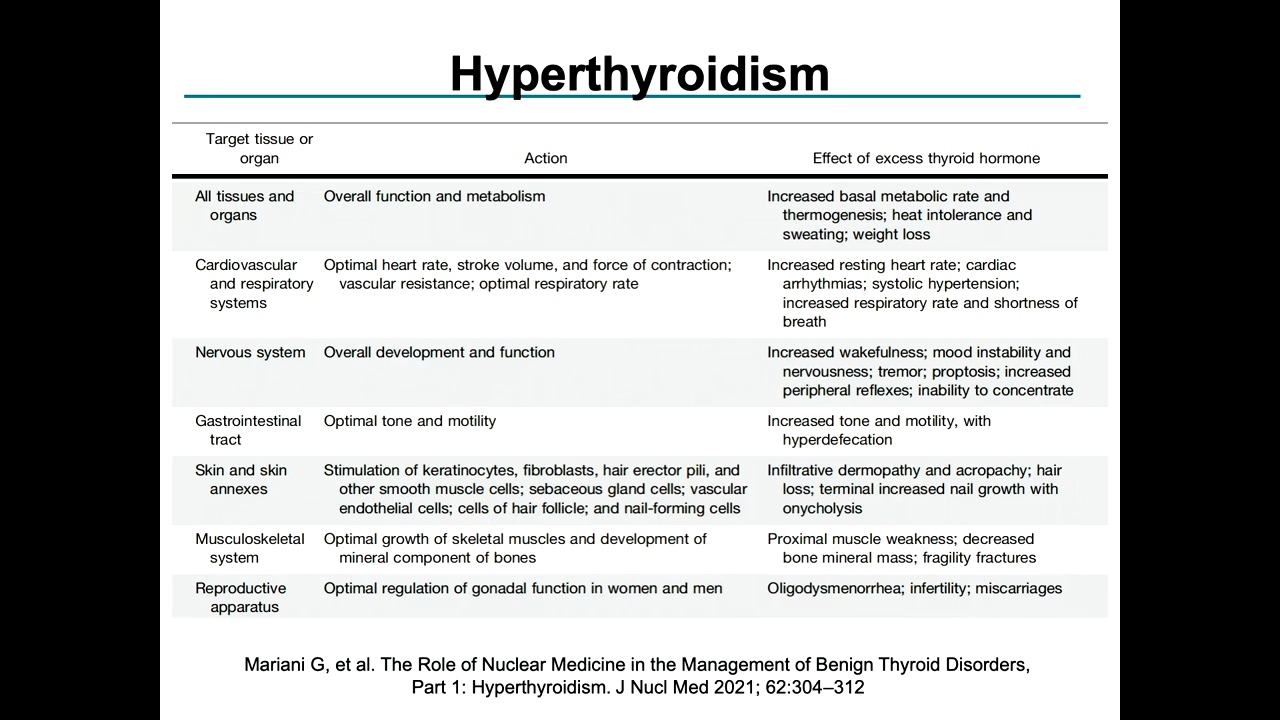 Hyperthyroidism
Target tissue or
organ
Action
Effect of excess thyroid hormone
All tissues and
organs
Overall function and metabolism
Increased basal metabolic rate and
thermogenesis; heat intolerance and
sweating; weight loss
Cardiovascular
and respiratory
systems
Optimal heart rate, stroke volume, and force of contraction;
vascular resistance; optimal respiratory rate
Increased resting heart rate; cardiac
arrhythmias; systolic hypertension;
increased respiratory rate and shortness of
breath
Nervous system
Overall development and function
Increased wakefulness; mood instability and
nervousness; tremor; proptosis; increased
peripheral reflexes; inability to concentrate
Gastrointestinal
tract
Optimal tone and motility
Increased tone and motility, with
hyperdefecation
Skin and skin
annexes
Stimulation of keratinocytes, fibroblasts, hair erector pili, and
other smooth muscle cells; sebaceous gland cells; vascular
endothelial cells; cells of hair follicle; and nail-forming cells
Infiltrative dermopathy and acropachy; hair
loss; terminal increased nail growth with
onycholysis
Musculoskeletal
system
Optimal growth of skeletal muscles and development of
mineral component of bones
Proximal muscle weakness; decreased
bone mineral mass; fragility fractures
Reproductive
apparatus
Optimal regulation of gonadal function in women and men
Oligodysmenorrhea; infertility; miscarriages
Mariani G, et al. The Role of Nuclear Medicine in the Management of Benign Thyroid Disorders,
Part 1: Hyperthyroidism. J Nucl Med 2021; 62:304–312